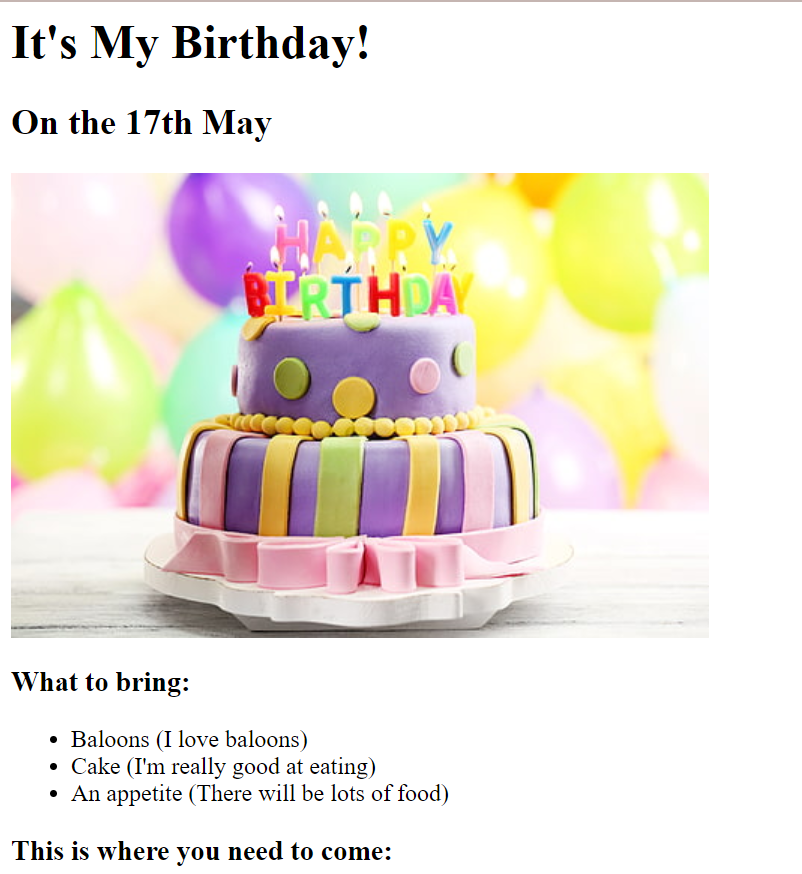 It's My Birthday!
On the 17th May
HAPPY
BIRTHDAY
What to bring:
Baloons (I love baloons)
Cake (I'm really good at eating)
An appetite (There will be lots of food)
This is where you need to come: